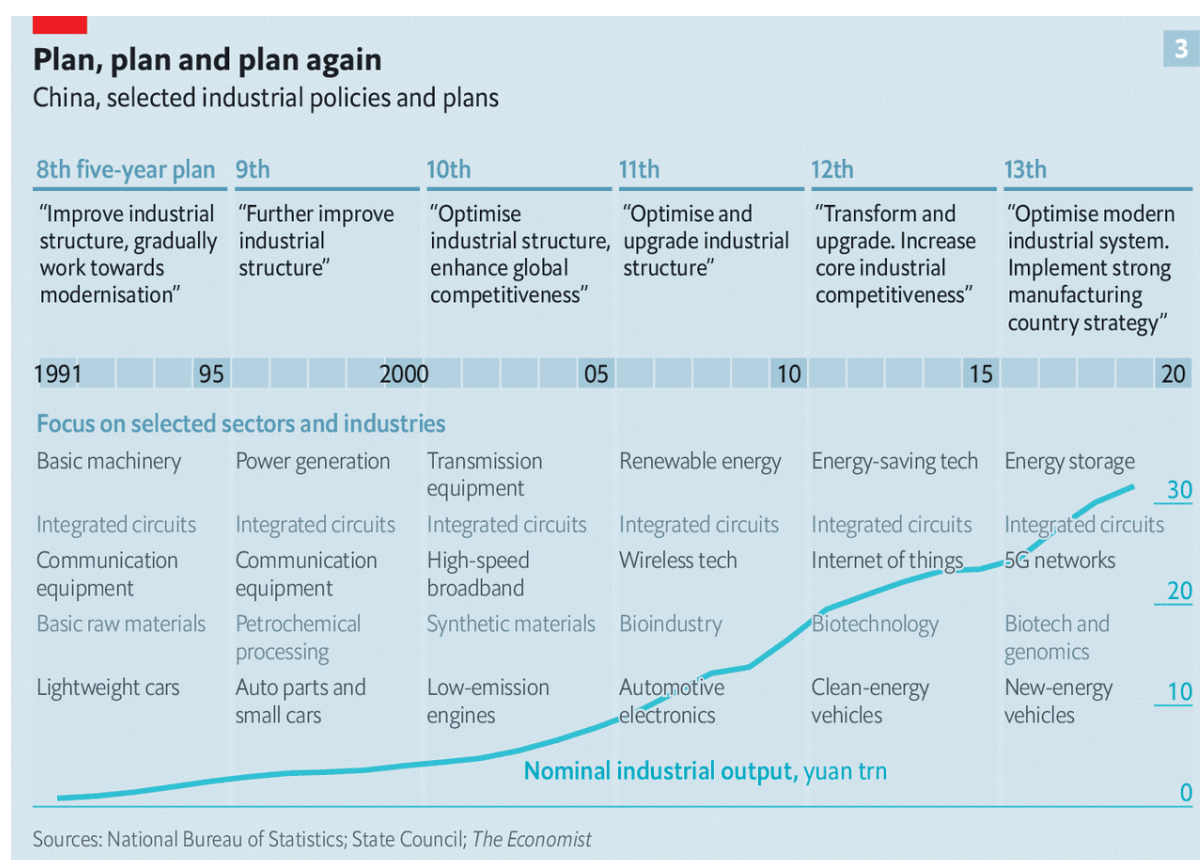 Plan, plan and plan again
3
China, selected industrial policies and plans
8th five-year plan
9th
10th
11th
12th
13th
“Improve industrial
structure, gradually
work towards
modernisation”
“Further improve
industrial
structure”
“Optimise
industrial structure,
enhance global
competitiveness”
“Optimise and
upgrade industrial
structure”
“Transform and
upgrade. Increase
core industrial
competitiveness”
“Optimise modern
industrial system.
Implement strong
manufacturing
country strategy”
1991
95
2000
05
10
15
20
Focus on selected sectors and industries
Basic machinery
Power generation
Transmission
equipment
Renewable energy
Energy-saving tech
Energy storage
Integrated circuits
Integrated circuits
Integrated circuits
Integrated circuits
Integrated circuits
Integrated circuits
Communication
equipment
Communication
equipment
High-speed
broadband
Wireless tech
Internet of things
5G networks
Basic raw materials
Petrochemical
processing
Synthetic materials
Bioindustry
Biotechnology
Biotech and
genomics
Lightweight cars
Auto parts and
small cars
Low-emission
engines
Automotive
electronics
Clean-energy
vehicles
New-energy
vehicles
30
20
10
0
Nominal industrial output, yuan trn
Sources: National Bureau of Statistics; State Council; The Economist